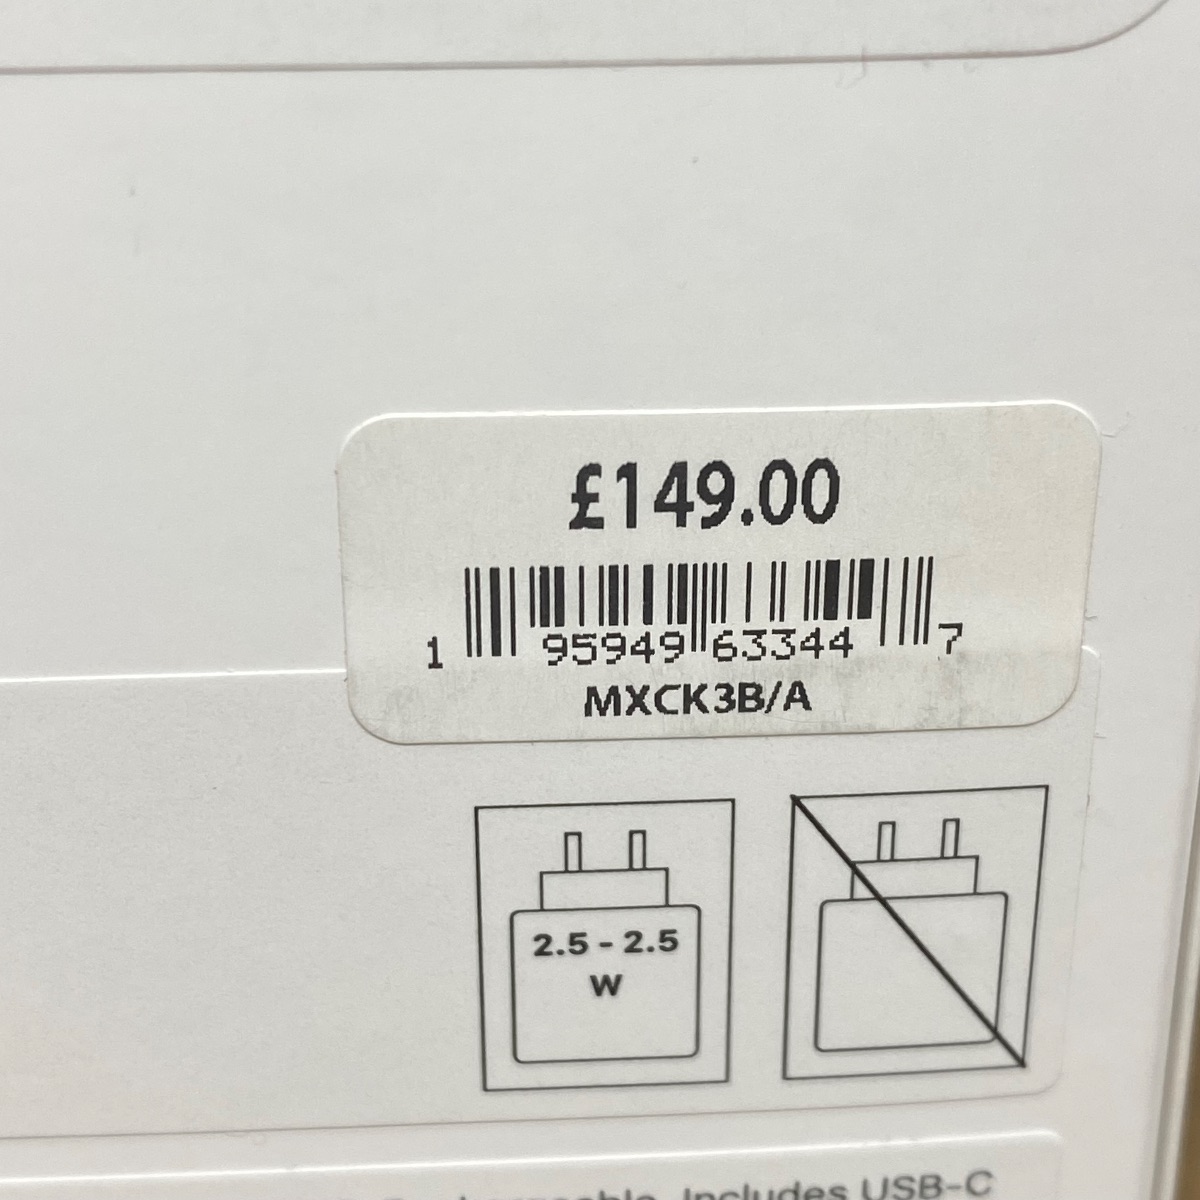 £149.00
1 95949 63344 7
MXCK3B/A
2.5 - 2.5
W
Includes USB-C